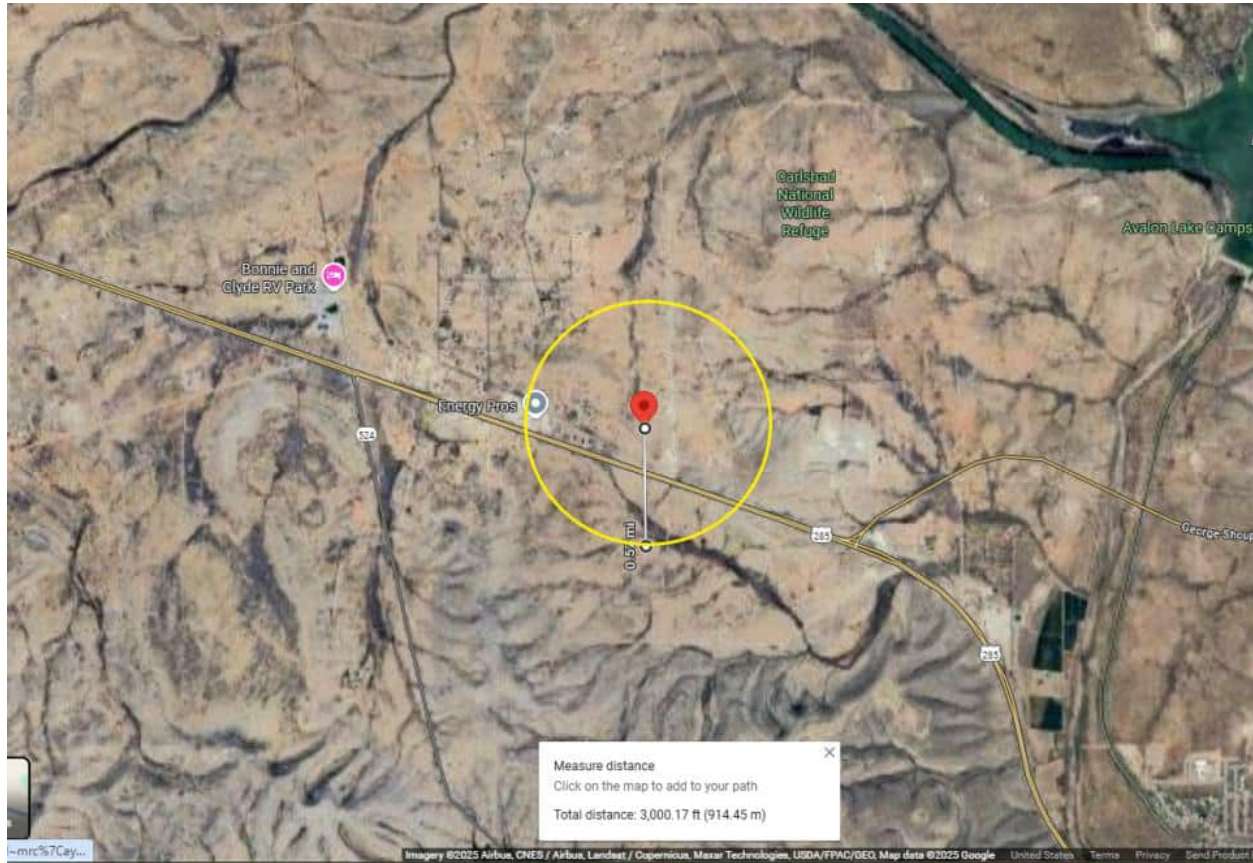 Carlsbad
National
Wildlife
Refuge
Avalon Lake Camps
Bonnie and
Clyde RV Park
Energy Pros
524
0.57 mi
285
George Shoup
285
Measure distance
Click on the map to add to your path
Total distance: 3,000.17 ft (914.45 m)
~mrc%7Cay...
Imagery ©2025 Airbus, CNES / Airbus, Landsat / Copernicus, Maxar Technologies, USDA/FPAC/GEO, Map data ©2025 Google United States Terms Privacy Send Product